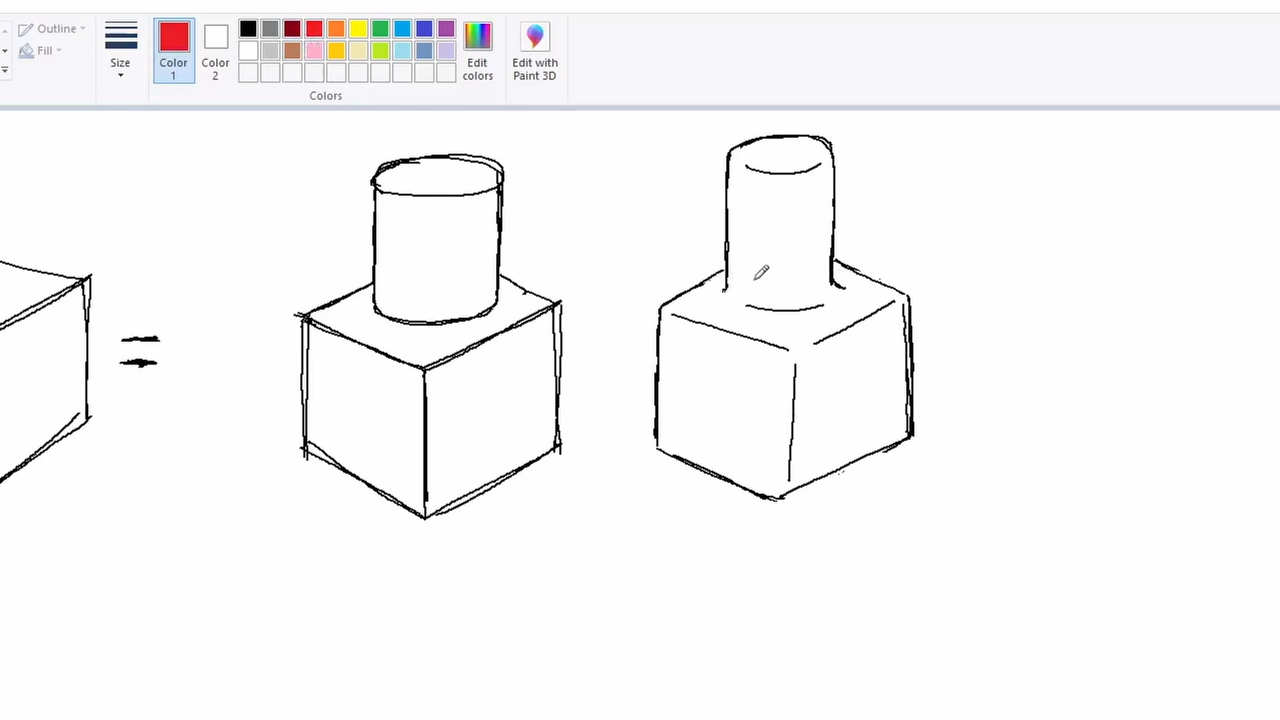 Outline
Fill
Size
Color
1
Color
2
Edit
colors
Edit with
Paint 3D
Colors
=